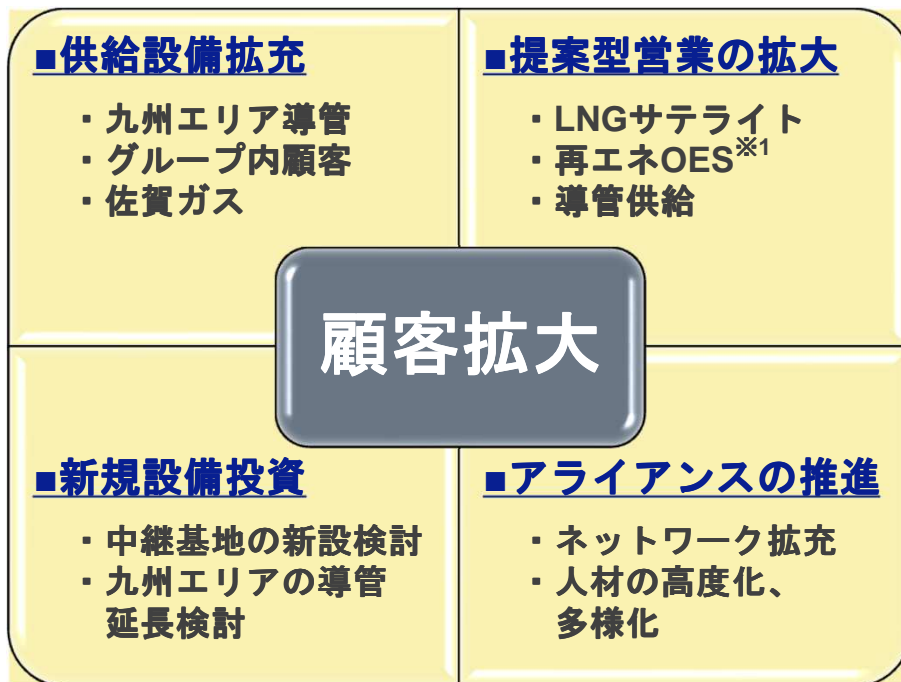 ■供給設備拡充
・九州エリア導管
・グループ内顧客
・佐賀ガス
■提案型営業の拡大
・LNGサテライト
・再エネOES※1
・導管供給
顧客拡大
■新規設備投資
・中継基地の新設検討
・九州エリアの導管
延長検討
■アライアンスの推進
・ネットワーク拡充
・人材の高度化、
多様化